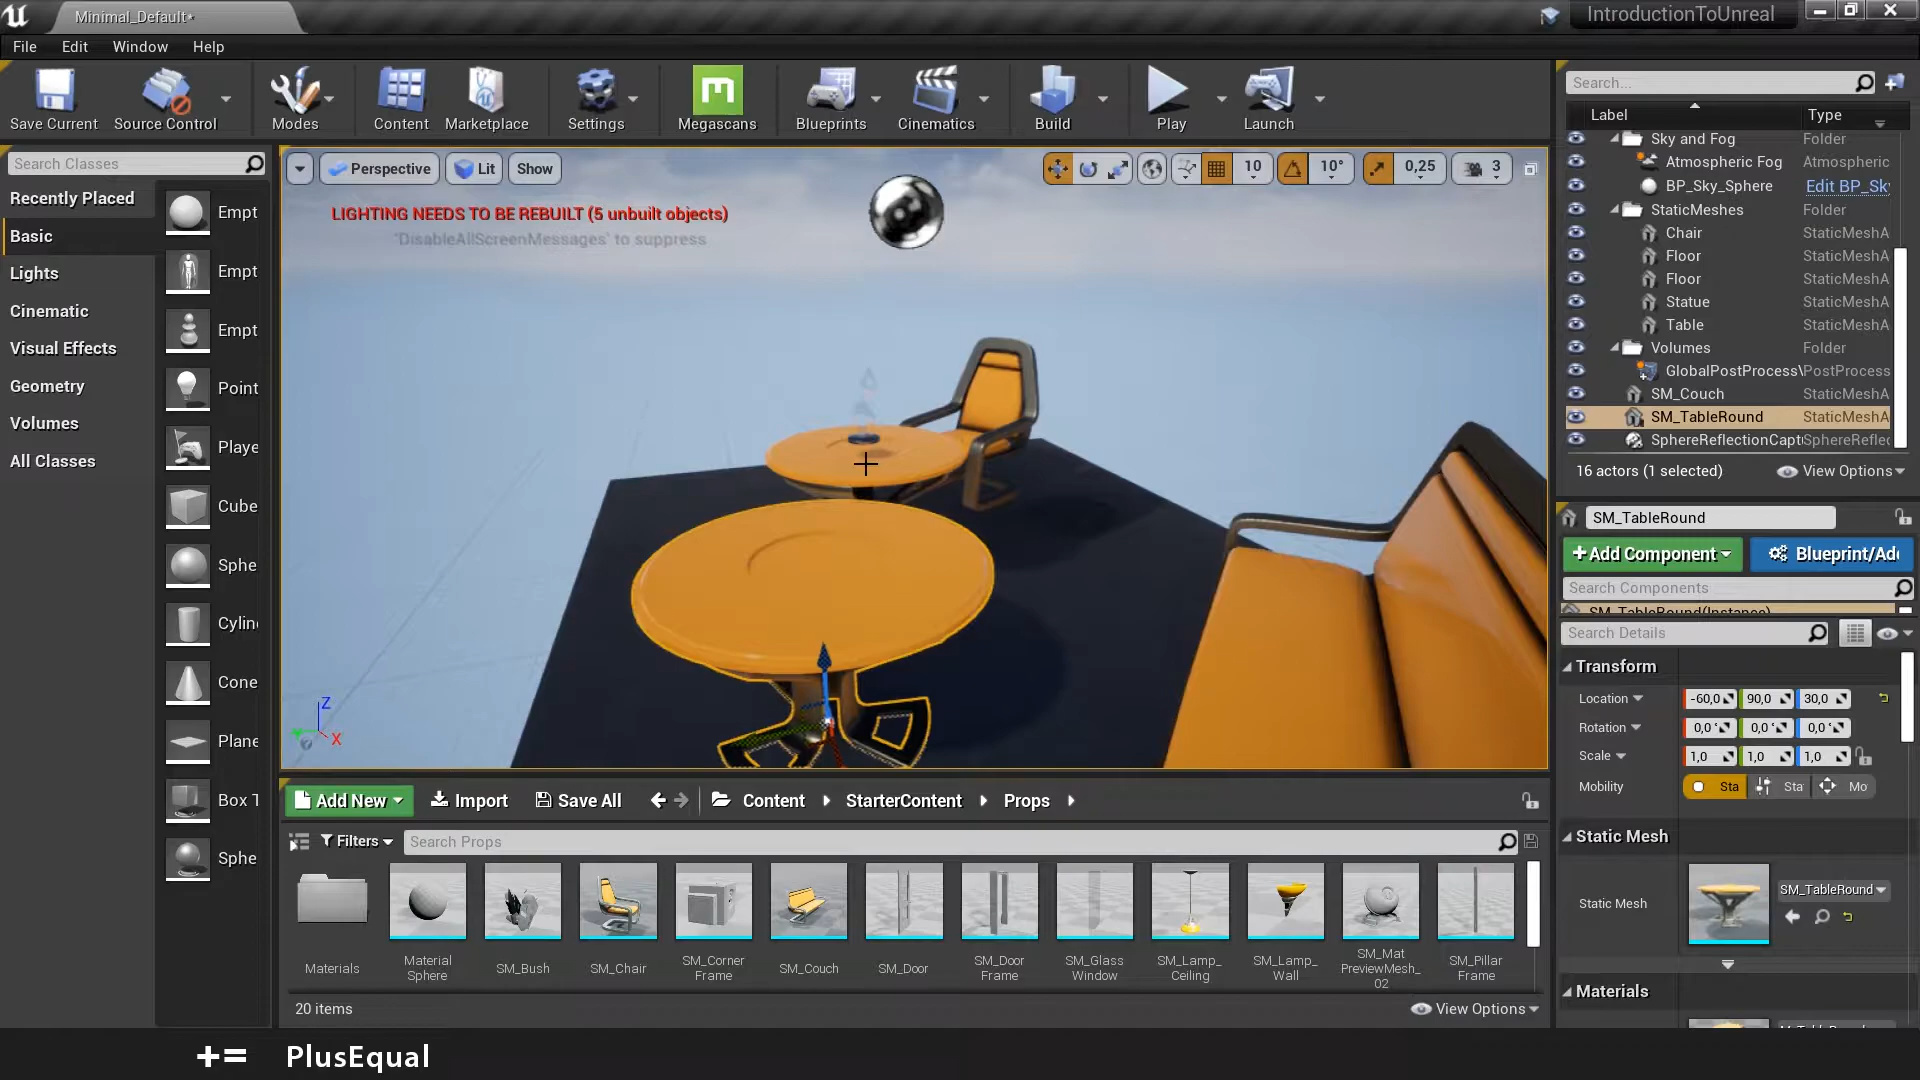 Minimal_Default*
IntroductionToUnreal
File Edit Window Help
Save Current
Source Control
Modes
Content
Marketplace
Settings
Megascans
Blueprints
Cinematics
Build
Play
Launch
Search Classes
Recently Placed
Basic
Lights
Cinematic
Visual Effects
Geometry
Volumes
All Classes
Empt
Empt
Empt
Point
Playe
Cube
Sphe
Cylin
Cone
Plane
Box T
Sphe
Perspective Lit Show
10 10° 0,25 3
LIGHTING NEEDS TO BE REBUILT (5 unbuilt objects)
'DisableAllScreenMessages' to suppress
Z
X
Y
Add New Import Save All Content StarterContent Props
Filters Search Props
Materials
Material
Sphere
SM_Bush
SM_Chair
SM_Corner
Frame
SM_Couch
SM_Door
SM_Door
Frame
SM_Glass
Window
SM_Lamp_
Ceiling
SM_Lamp_
Wall
SM_Mat
PreviewMesh_
02
SM_Pillar
Frame
20 items View Options
Search...
Label Type
Sky and Fog Folder
Atmospheric Fog Atmospheric
BP_Sky_Sphere Edit BP_Sk
StaticMeshes Folder
Chair StaticMeshA
Floor StaticMeshA
Floor StaticMeshA
Statue StaticMeshA
Table StaticMeshA
Volumes Folder
GlobalPostProcess PostProcess
SM_Couch StaticMeshA
SM_TableRound StaticMeshA
SphereReflectionCapt SphereReflec
16 actors (1 selected) View Options
SM_TableRound
+Add Component Blueprint/Add
Search Components
SM_TableRound(Instance)
Search Details
Transform
Location -60,0 90,0 30,0
Rotation 0,0 ° 0,0 ° 0,0 °
Scale 1,0 1,0 1,0
Mobility Sta Sta Mo
Static Mesh
Static Mesh SM_TableRound
Materials
+= PlusEqual